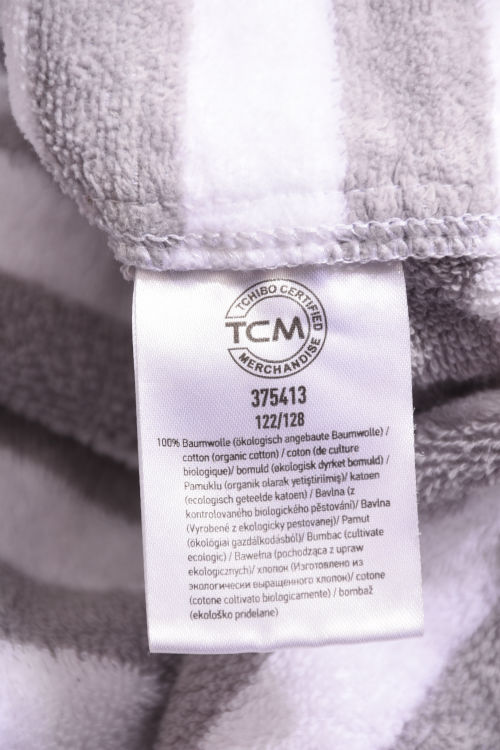 TCHIBO CERTIFIED
TCM
MERCHANDISE
375413
122/128
100% Baumwolle (ökologisch angebaute Baumwolle) /
cotton (organic cotton) / coton (de culture
biologique)/ bomuld (økologisk dyrket bomuld) /
Pamuklu (organik olarak yetiştirilmiş)/ katoen
(ecologisch geteelde katoen) / Bavlna (z
kontrolovaného biologického pěstování)/ Bavlna
(Vyrobené z ekologicky pestovanej)/ Pamut
(ökológiai gazdálkodásból)/ Bumbac (cultivate
ecologic) / Bawełna (pochodząca z upraw
ekologicznych)/ хлопок (Изготовлено из
экологически выращенного хлопок)/ cotone
(cotone coltivato biologicamente) / bombaž
(ekološko pridelane)